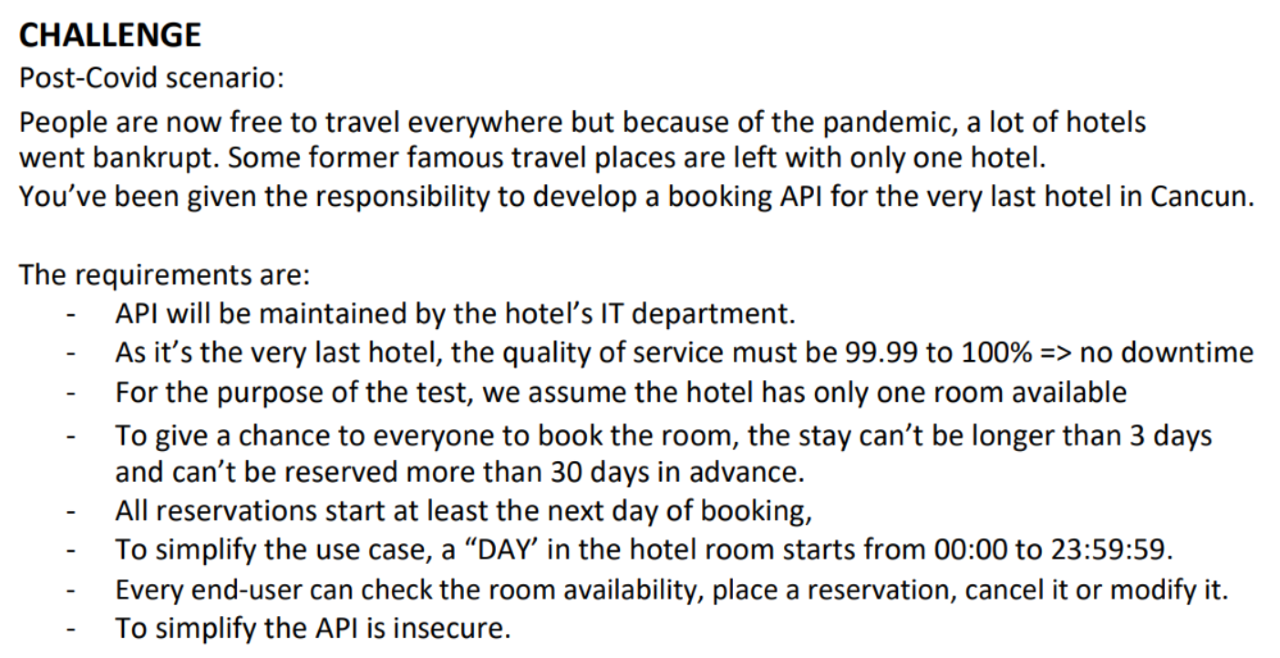 CHALLENGE
Post-Covid scenario:
People are now free to travel everywhere but because of the pandemic, a lot of hotels
went bankrupt. Some former famous travel places are left with only one hotel.
You’ve been given the responsibility to develop a booking API for the very last hotel in Cancun.
The requirements are:
- API will be maintained by the hotel’s IT department.
- As it’s the very last hotel, the quality of service must be 99.99 to 100% => no downtime
- For the purpose of the test, we assume the hotel has only one room available
- To give a chance to everyone to book the room, the stay can’t be longer than 3 days
and can’t be reserved more than 30 days in advance.
- All reservations start at least the next day of booking,
- To simplify the use case, a “DAY’ in the hotel room starts from 00:00 to 23:59:59.
- Every end-user can check the room availability, place a reservation, cancel it or modify it.
- To simplify the API is insecure.